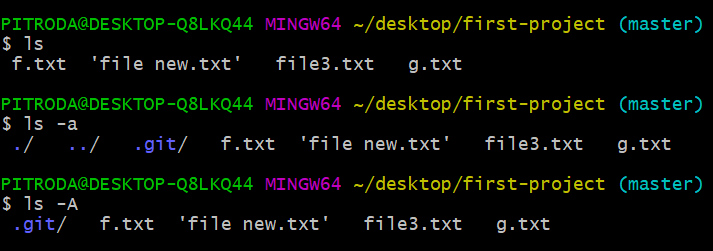 PITRODA@DESKTOP-Q8LKQ44 MINGW64 ~/desktop/first-project (master)
$ ls
f.txt 'file new.txt' file3.txt g.txt
PITRODA@DESKTOP-Q8LKQ44 MINGW64 ~/desktop/first-project (master)
$ ls -a
./ ../ .git/ f.txt 'file new.txt' file3.txt g.txt
PITRODA@DESKTOP-Q8LKQ44 MINGW64 ~/desktop/first-project (master)
$ ls -A
.git/ f.txt 'file new.txt' file3.txt g.txt